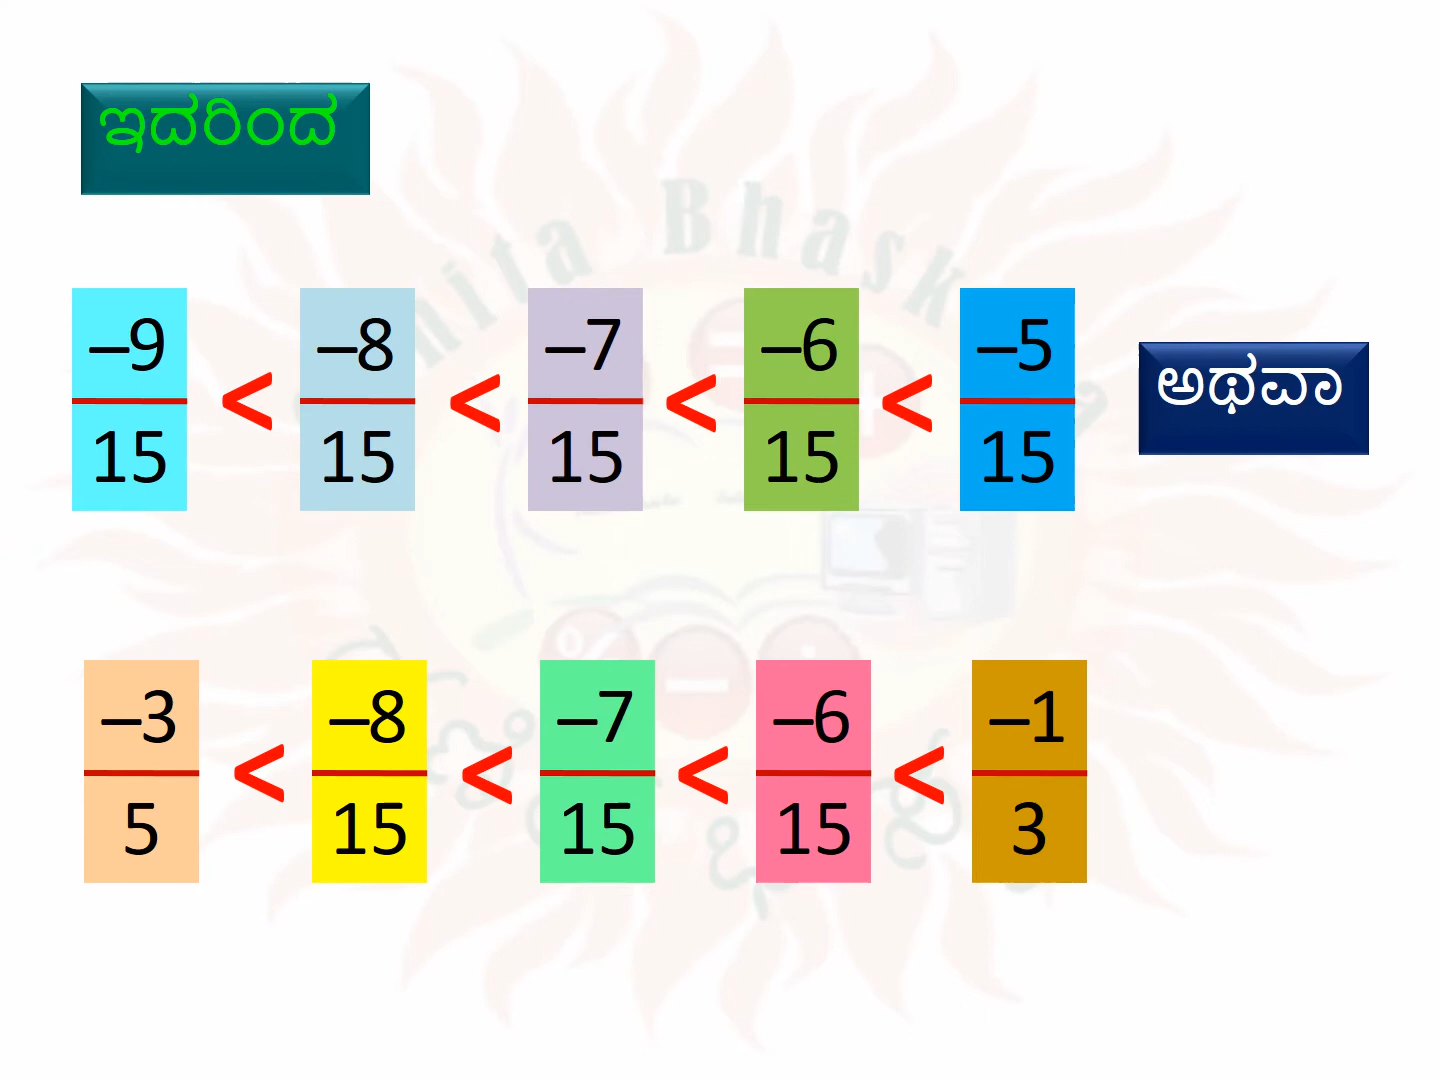 ಇದರಿಂದ
–9/15 < –8/15 < –7/15 < –6/15 < –5/15 ಅಥವಾ
–3/5 < –8/15 < –7/15 < –6/15 < –1/3
Bhaska